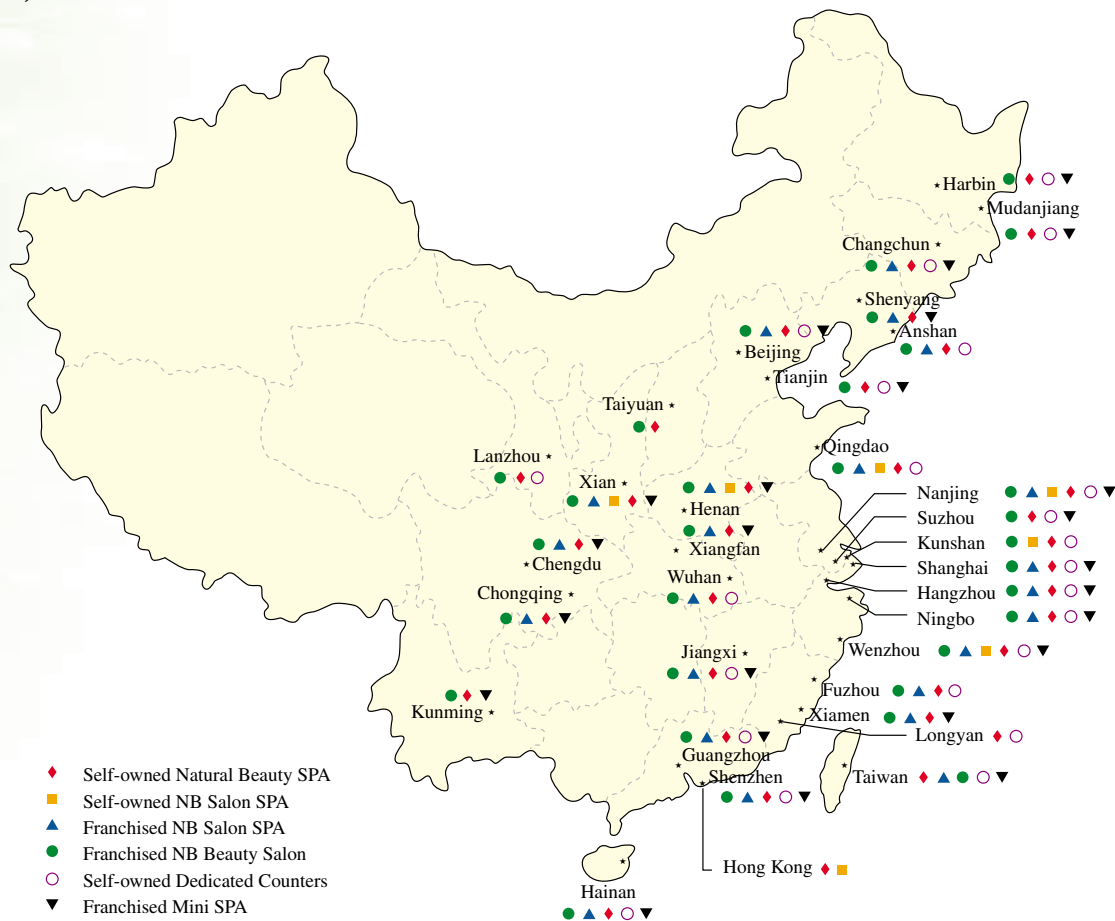 Harbin
Mudanjiang
Changchun
Shenyang
Anshan
Beijing
Tianjin
Taiyuan
Qingdao
Lanzhou
Xian
Henan
Nanjing
Suzhou
Kunshan
Xiangfan
Shanghai
Chengdu
Wuhan
Hangzhou
Chongqing
Ningbo
Wenzhou
Jiangxi
Fuzhou
Kunming
Xiamen
Longyan
Guangzhou
Shenzhen
Taiwan
Hong Kong
Hainan
Self-owned Natural Beauty SPA
Self-owned NB Salon SPA
Franchised NB Salon SPA
Franchised NB Beauty Salon
Self-owned Dedicated Counters
Franchised Mini SPA